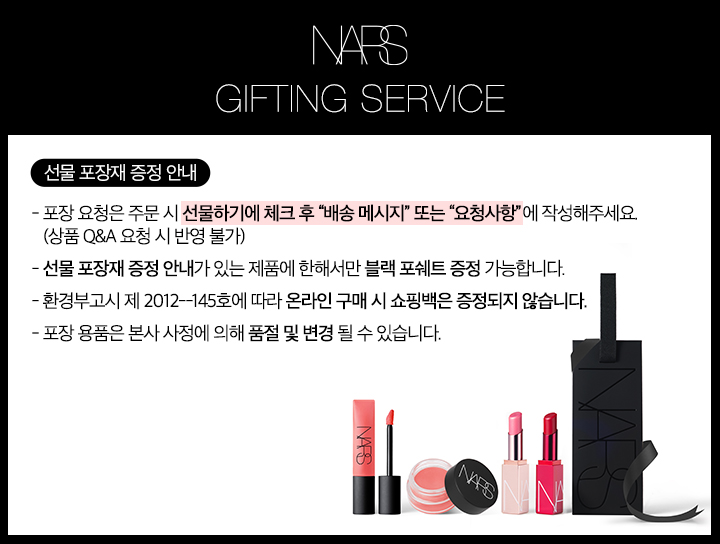 NARS
GIFTING SERVICE
선물 포장재 증정 안내
- 포장 요청은 주문 시 선물하기에 체크 후 “배송 메시지” 또는 “요청사항”에 작성해주세요.
(상품 Q&A 요청 시 반영 불가)
- 선물 포장재 증정 안내가 있는 제품에 한해서만 블랙 포쉐트 증정 가능합니다.
- 환경부고시 제 2012--145호에 따라 온라인 구매 시 쇼핑백은 증정되지 않습니다.
- 포장 용품은 본사 사정에 의해 품절 및 변경 될 수 있습니다.
NARS
NARS
NARS
NARS
NARS